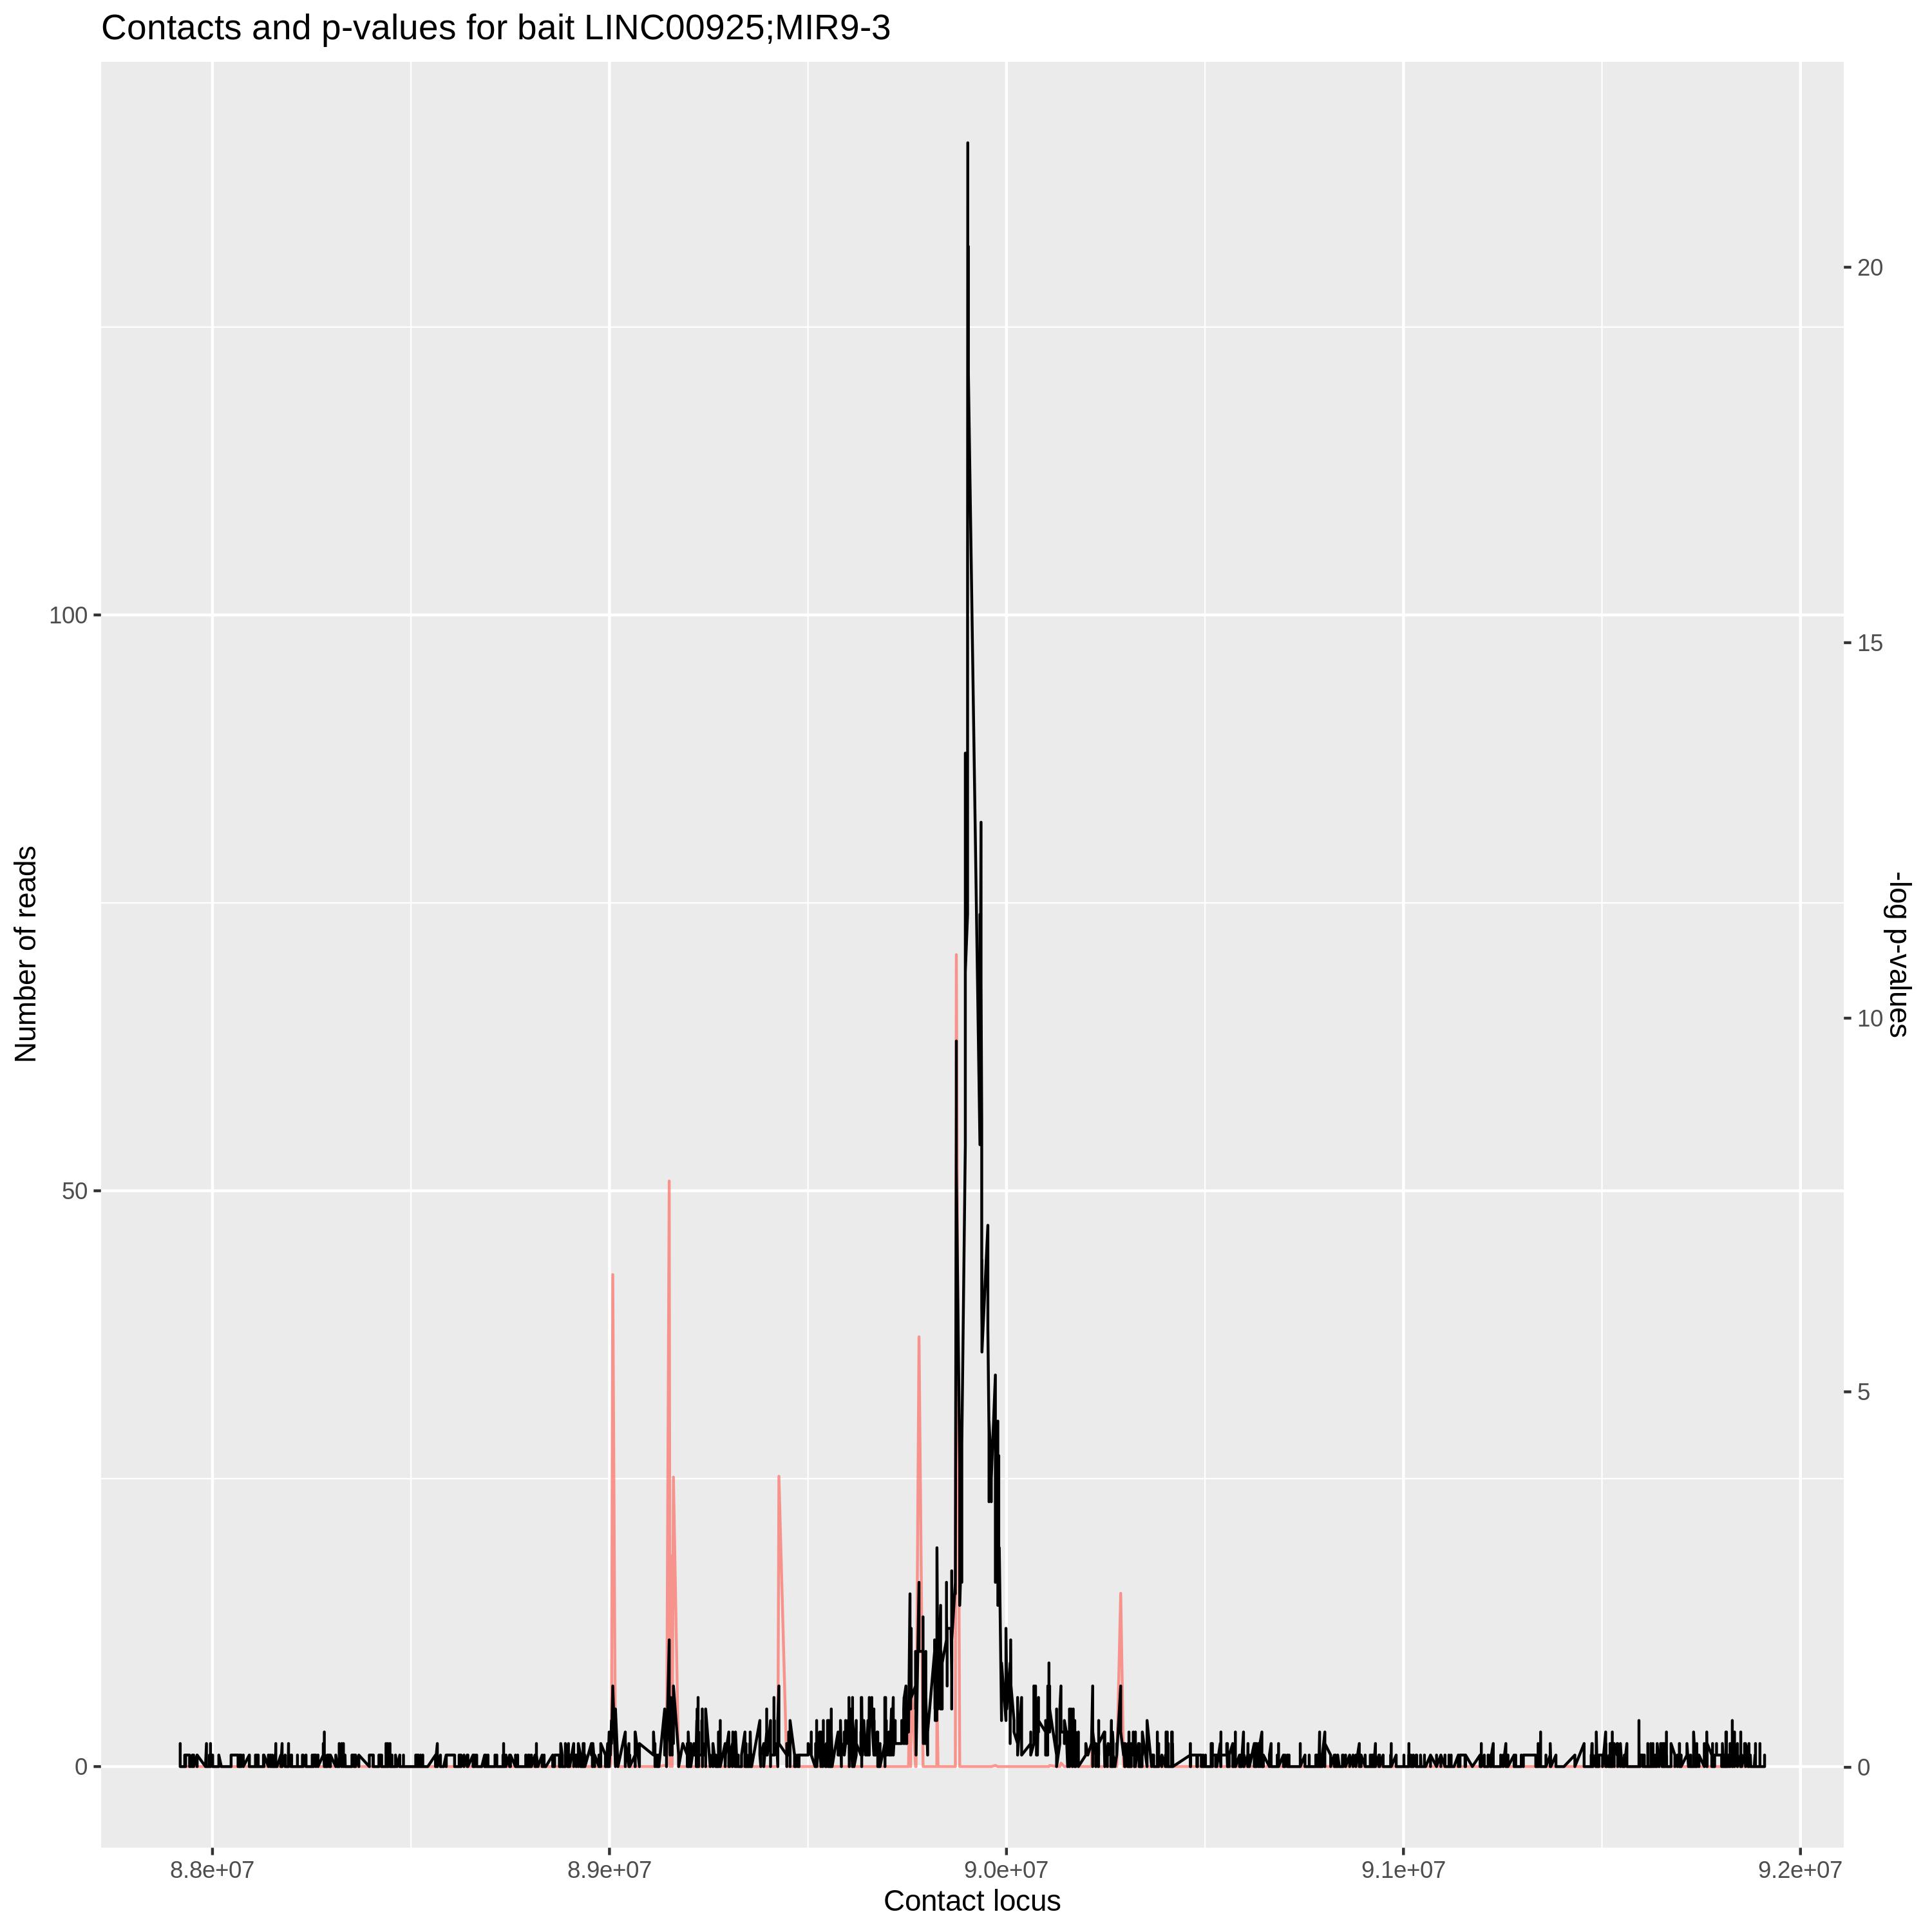 Contacts and p-values for bait LINC00925;MIR9-3
Number of reads
100
50
0
20
15
10
5
0
-log p-values
8.8e+07
8.9e+07
9.0e+07
9.1e+07
9.2e+07
Contact locus